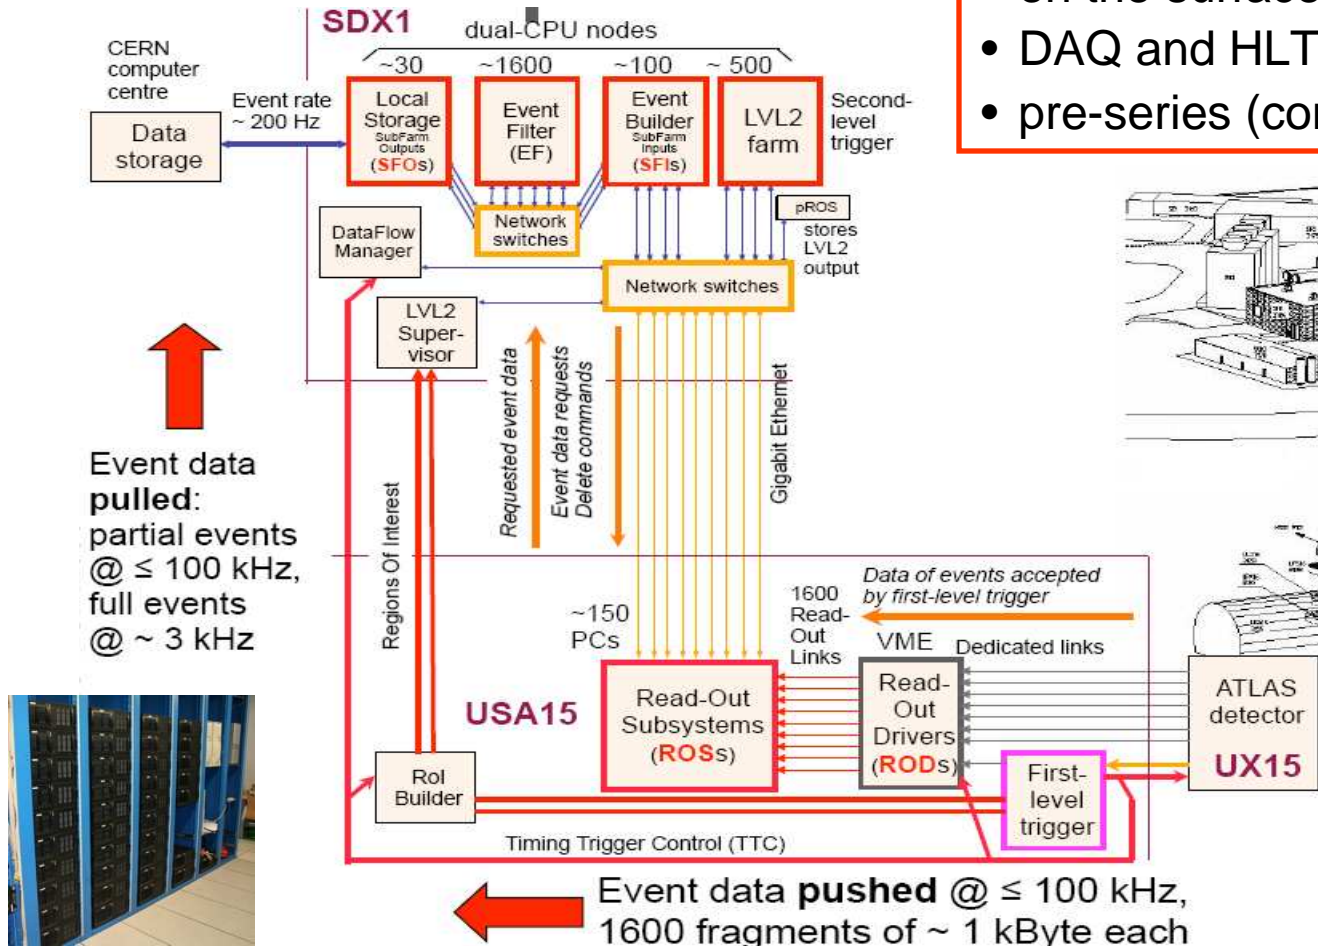 on the surface
• DAQ and HLT
• pre-series (cor
SDX1
dual-CPU nodes
CERN
computer
centre
~30
~1600
~100
~ 500
Event rate
~ 200 Hz
Data
storage
Local
Storage
SubFarm
Outputs
(SFOs)
Event
Filter
(EF)
Event
Builder
SubFarm
Inputs
(SFIs)
LVL2
farm
Second-
level
trigger
pROS
stores
LVL2
output
Network
switches
DataFlow
Manager
Network switches
LVL2
Super-
visor
Requested event data
Event data requests
Delete commands
Gigabit Ethernet
Regions Of Interest
Event data
pulled:
partial events
@ ≤ 100 kHz,
full events
@ ~ 3 kHz
~150
PCs
1600
Read-
Out
Links
Data of events accepted
by first-level trigger
VME
Dedicated links
USA15
Read-Out
Subsystems
(ROSs)
Read-
Out
Drivers
(RODs)
ATLAS
detector
UX15
First-
level
trigger
RoI
Builder
Timing Trigger Control (TTC)
Event data pushed @ ≤ 100 kHz,
1600 fragments of ~ 1 kByte each